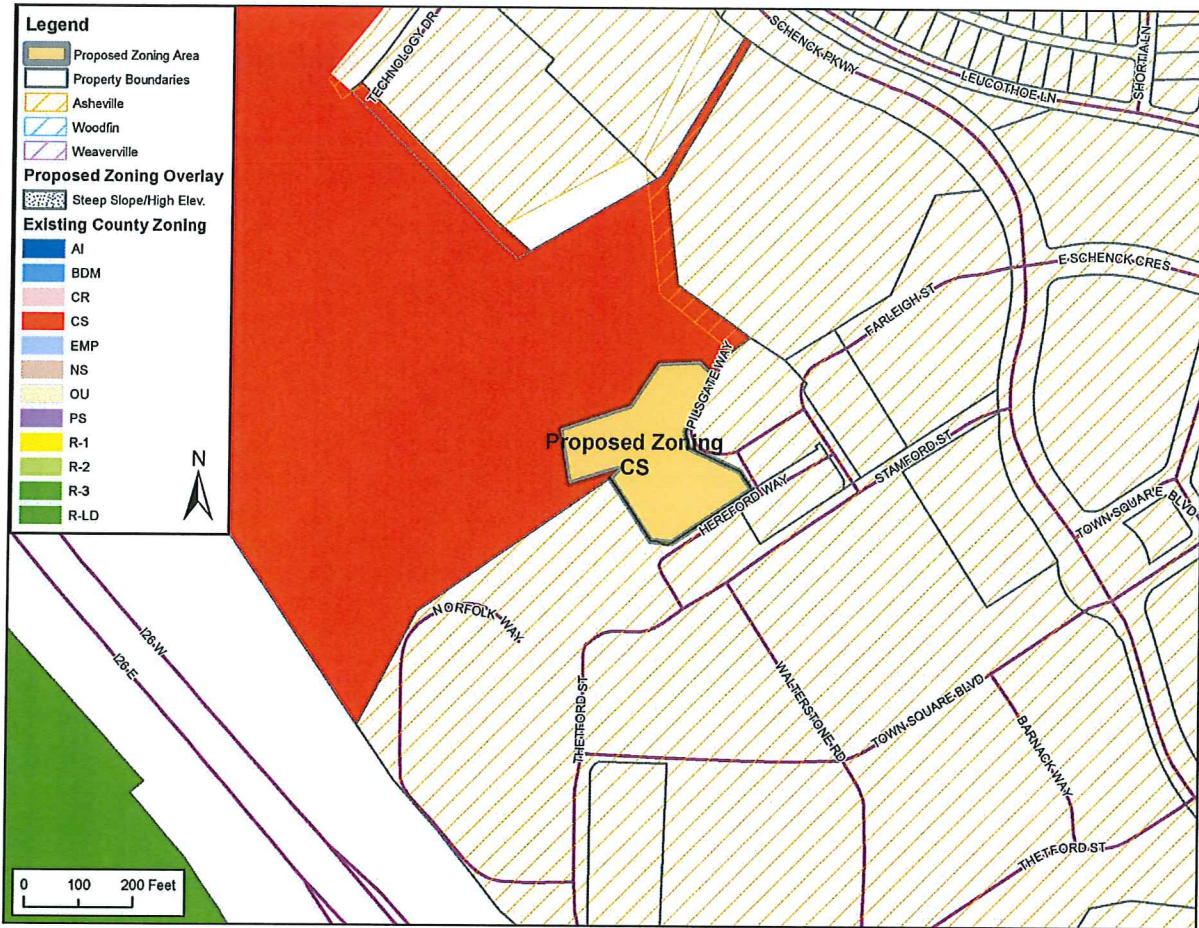 Legend
Proposed Zoning Area
Property Boundaries
Asheville
Woodfin
Weaverville
Proposed Zoning Overlay
Steep Slope/High Elev.
Existing County Zoning
AI
BDM
CR
CS
EMP
NS
OU
PS
R-1
R-2
R-3
R-LD
N
0 100 200 Feet
TECHNOLOGY DR
SCHENCK PKWY
LEUCOTHOE LN
SHORTIA LN
E SCHENCK CRES
FARLEIGH ST
PILSGATE WAY
Proposed Zoning
CS
STAMFORD ST
HEREFORD WAY
TOWN SQUARE BLVD
NORFOLK WAY
I26 W
I26 E
THETFORD ST
WALTERSTONE RD
TOWN SQUARE BLVD
BARNACK WAY
THETFORD ST